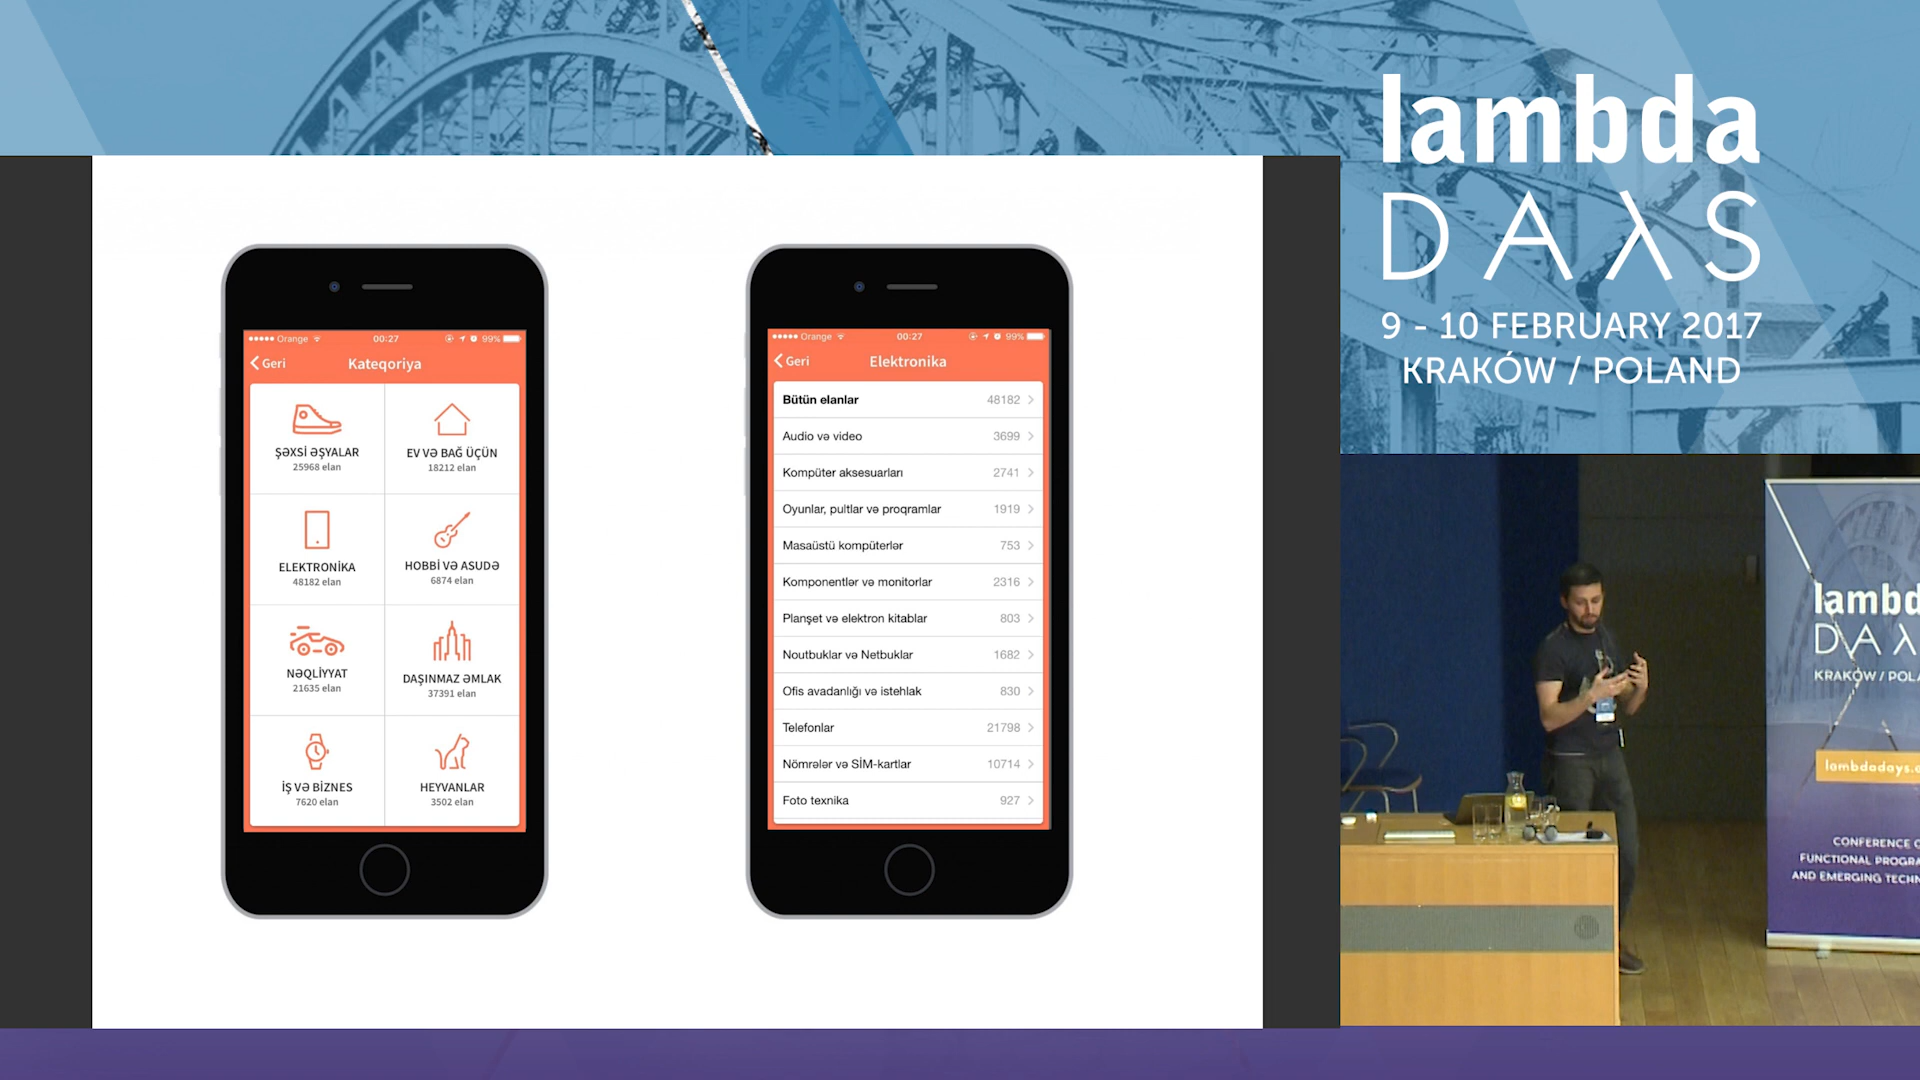 lambda
DAλS
9 - 10 FEBRUARY 2017
KRAKÓW / POLAND
Orange 00:27 99%
Geri Kateqoriya
ŞƏXSİ ƏŞYALAR
25968 elan
EV VƏ BAĞ ÜÇÜN
18212 elan
ELEKTRONİKA
48182 elan
HOBBİ VƏ ASUDƏ
6874 elan
NƏQLİYYAT
21635 elan
DAŞINMAZ ƏMLAK
37391 elan
İŞ VƏ BİZNES
7620 elan
HEYVANLAR
3502 elan
Orange 00:27 99%
Geri Elektronika
Bütün elanlar 48182
Audio və video 3699
Kompüter aksesuarları 2741
Oyunlar, pultlar və proqramlar 1919
Masaüstü kompüterlər 753
Komponentlər və monitorlar 2316
Planşet və elektron kitablar 803
Noutbuklar və Netbuklar 1682
Ofis avadanlığı və istehlak 830
Telefonlar 21798
Nömrələr və SİM-kartlar 10714
Foto texnika 927
lambd
DAλ
KRAKÓW / POLA
lambdadays.
CONFERENCE
FUNCTIONAL PROGRA
AND EMERGING TECHN